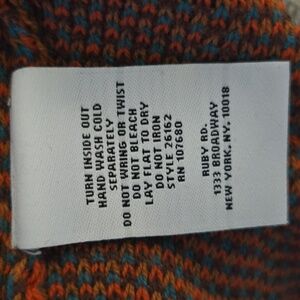 TURN INSIDE OUT
HAND WASH COLD
SEPARATELY
DO NOT WRING OR TWIST
DO NOT BLEACH
LAY FLAT TO DRY
DO NOT IRON
STYLE 26162
RN 107680
RUBY RD.
1333 BROADWAY
NEW YORK, NY. 10018